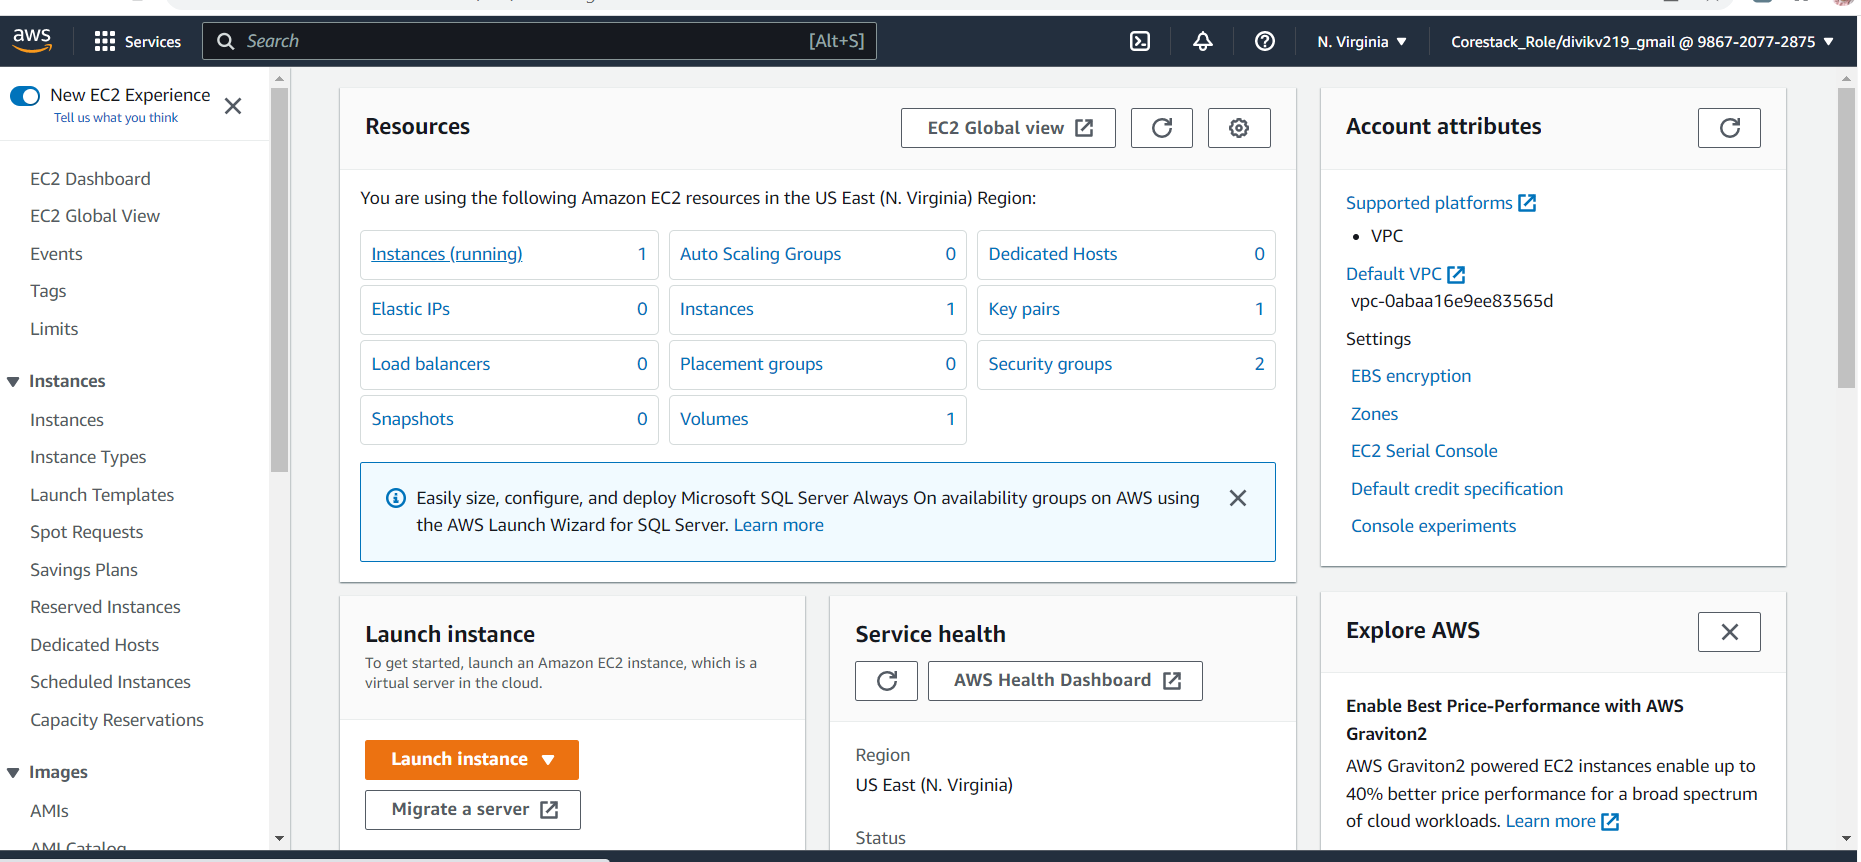 aws
Services
Search [Alt+S]
N. Virginia
Corestack_Role/divikv219_gmail @ 9867-2077-2875
New EC2 Experience
Tell us what you think
EC2 Dashboard
EC2 Global View
Events
Tags
Limits
Instances
Instances
Instance Types
Launch Templates
Spot Requests
Savings Plans
Reserved Instances
Dedicated Hosts
Scheduled Instances
Capacity Reservations
Images
AMIs
AMI Catalog
Resources
EC2 Global view
You are using the following Amazon EC2 resources in the US East (N. Virginia) Region:
Instances (running) 1
Auto Scaling Groups 0
Dedicated Hosts 0
Elastic IPs 0
Instances 1
Key pairs 1
Load balancers 0
Placement groups 0
Security groups 2
Snapshots 0
Volumes 1
Easily size, configure, and deploy Microsoft SQL Server Always On availability groups on AWS using
the AWS Launch Wizard for SQL Server. Learn more
Launch instance
To get started, launch an Amazon EC2 instance, which is a
virtual server in the cloud.
Launch instance
Migrate a server
Service health
AWS Health Dashboard
Region
US East (N. Virginia)
Status
Account attributes
Supported platforms
• VPC
Default VPC
vpc-0abaa16e9ee83565d
Settings
EBS encryption
Zones
EC2 Serial Console
Default credit specification
Console experiments
Explore AWS
Enable Best Price-Performance with AWS
Graviton2
AWS Graviton2 powered EC2 instances enable up to
40% better price performance for a broad spectrum
of cloud workloads. Learn more